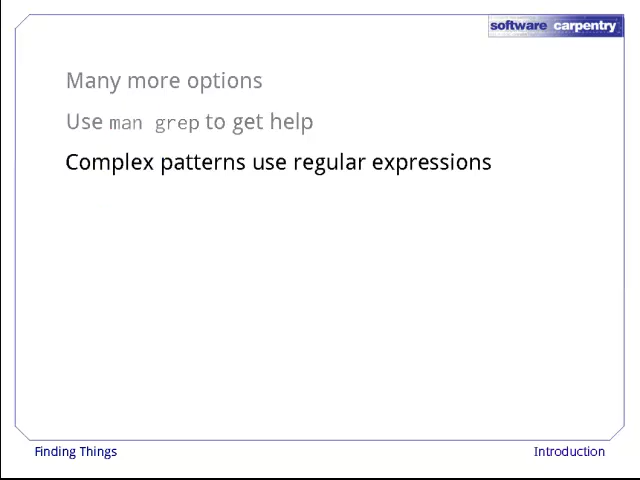 software carpentry
Many more options
Use man grep to get help
Complex patterns use regular expressions
Finding Things
Introduction